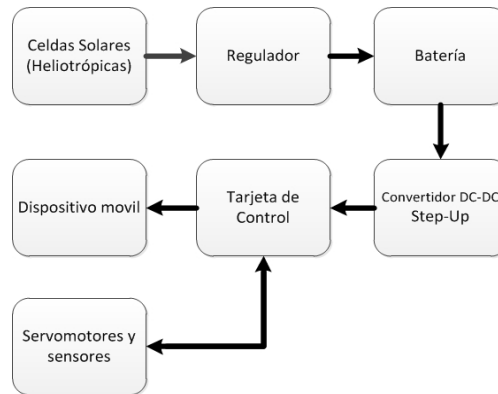 Celdas Solares
(Heliotrópicas)
Regulador
Batería
Dispositivo movil
Tarjeta de
Control
Convertidor DC-DC
Step-Up
Servomotores y
sensores